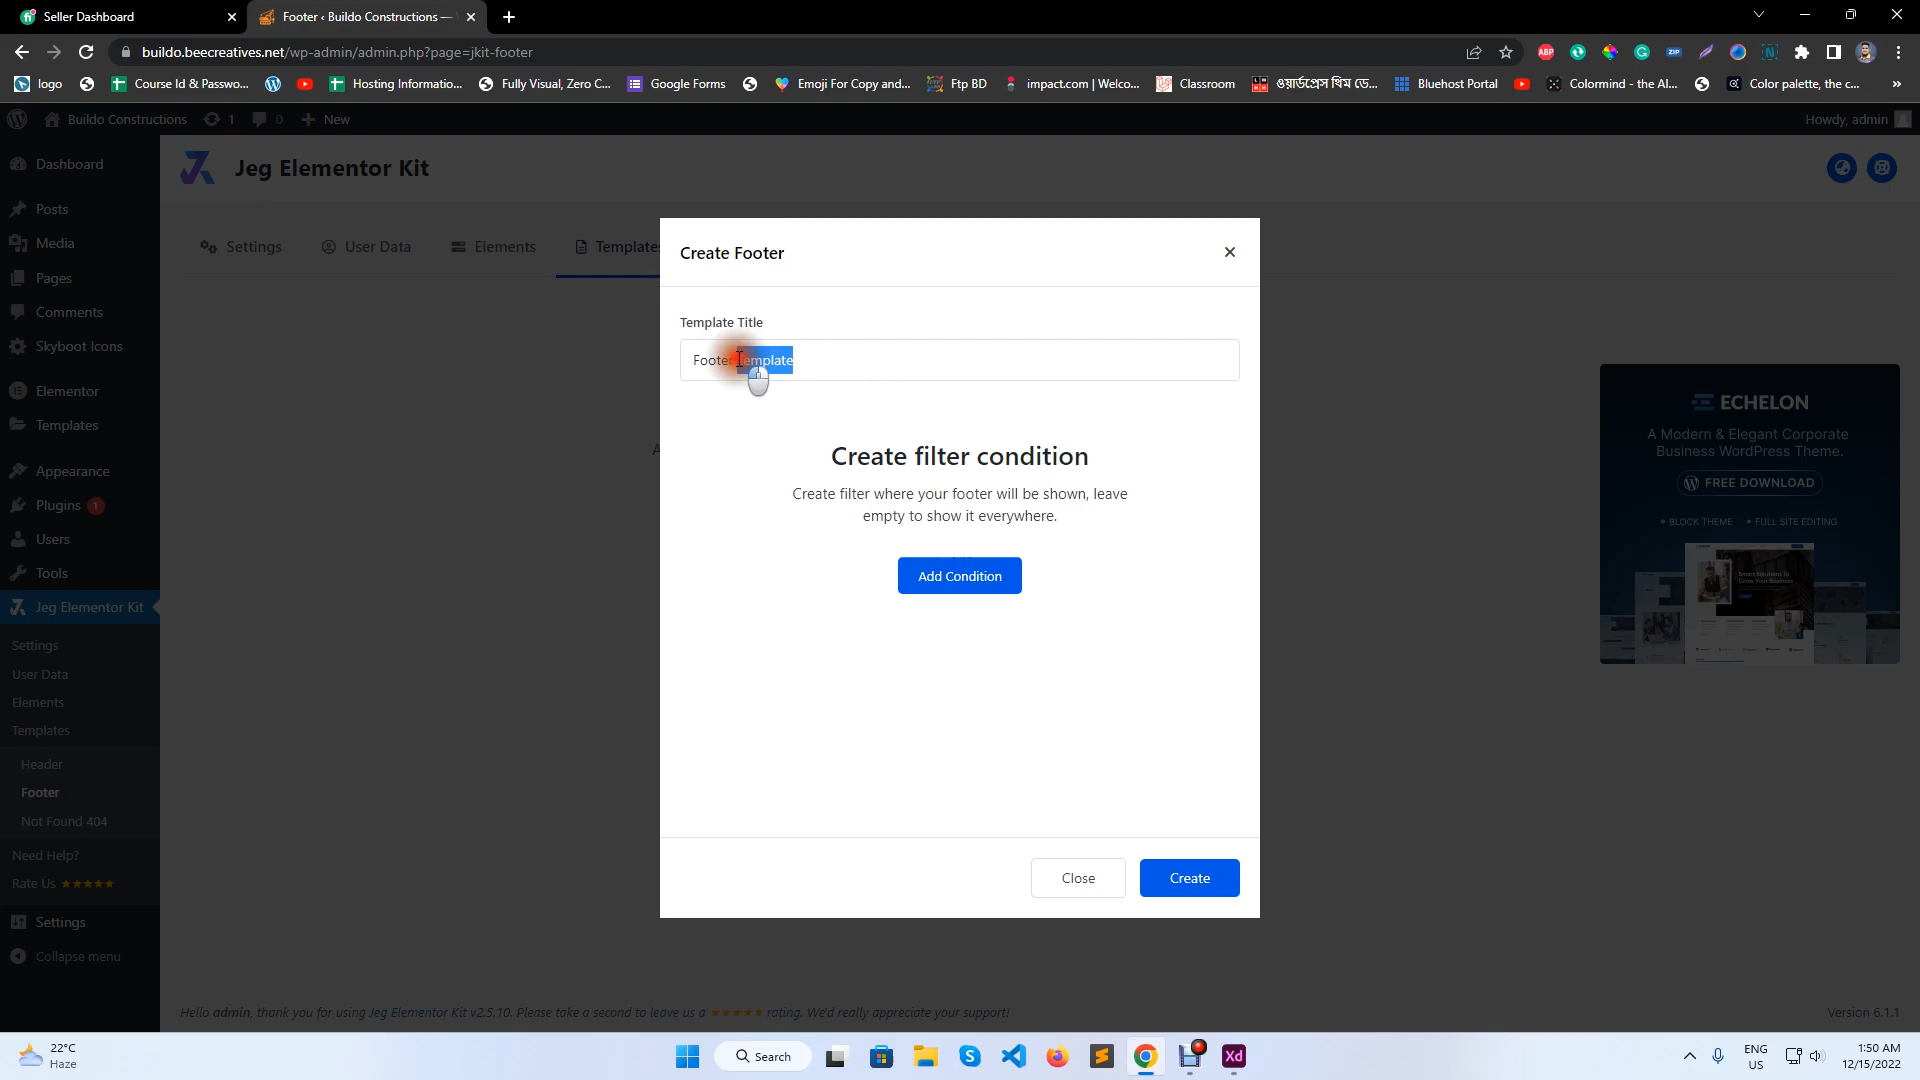 Seller Dashboard
Footer ‹ Buildo Constructions —
buildo.beecreatives.net/wp-admin/admin.php?page=jkit-footer
logo
Course Id & Passwo...
Hosting Informatio...
Fully Visual, Zero C...
Google Forms
Emoji For Copy and...
Ftp BD
impact.com | Welco...
Classroom
ওয়ার্ডপ্রেস থিম ডে...
Bluehost Portal
Colormind - the AI...
Color palette, the c...
»
Buildo Constructions
1
0
New
Howdy, admin
Dashboard
Posts
Media
Pages
Comments
Skyboot Icons
Elementor
Templates
Appearance
Plugins 1
Users
Tools
Jeg Elementor Kit
Settings
User Data
Elements
Templates
Header
Footer
Not Found 404
Need Help?
Rate Us ★★★★★
Settings
Collapse menu
Jeg Elementor Kit
Settings
User Data
Elements
Templates
Create Footer
Template Title
Footer Template
Create filter condition
Create filter where your footer will be shown, leave
empty to show it everywhere.
Add Condition
Close
Create
ECHELON
A Modern & Elegant Corporate
Business WordPress Theme.
FREE DOWNLOAD
• BLOCK THEME • FULL SITE EDITING
Hello admin, thank you for using Jeg Elementor Kit v2.5.10. Please take a second to leave us a ★★★★★ rating. We'd really appreciate your support!
Version 6.1.1
22°C
Haze
Search
Xd
ENG
US
1:50 AM
12/15/2022